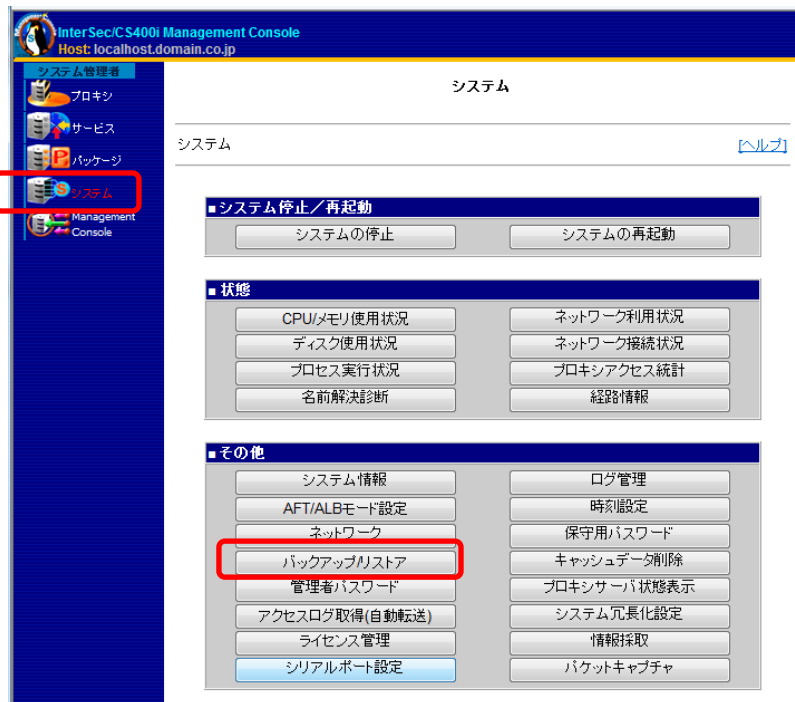 InterSec/CS400i Management Console
Host: localhost.domain.co.jp
システム管理者
プロキシ
サービス
パッケージ
システム
Management
Console
システム
システム
[ヘルプ]
■システム停止／再起動
システムの停止
システムの再起動
■状態
CPU/メモリ使用状況
ネットワーク利用状況
ディスク使用状況
ネットワーク接続状況
プロセス実行状況
プロキシアクセス統計
名前解決診断
経路情報
■その他
システム情報
ログ管理
AFT/ALBモード設定
時刻設定
ネットワーク
保守用パスワード
バックアップ/リストア
キャッシュデータ削除
管理者パスワード
プロキシサーバ状態表示
アクセスログ取得(自動転送)
システム冗長化設定
ライセンス管理
情報採取
シリアルポート設定
パケットキャプチャ